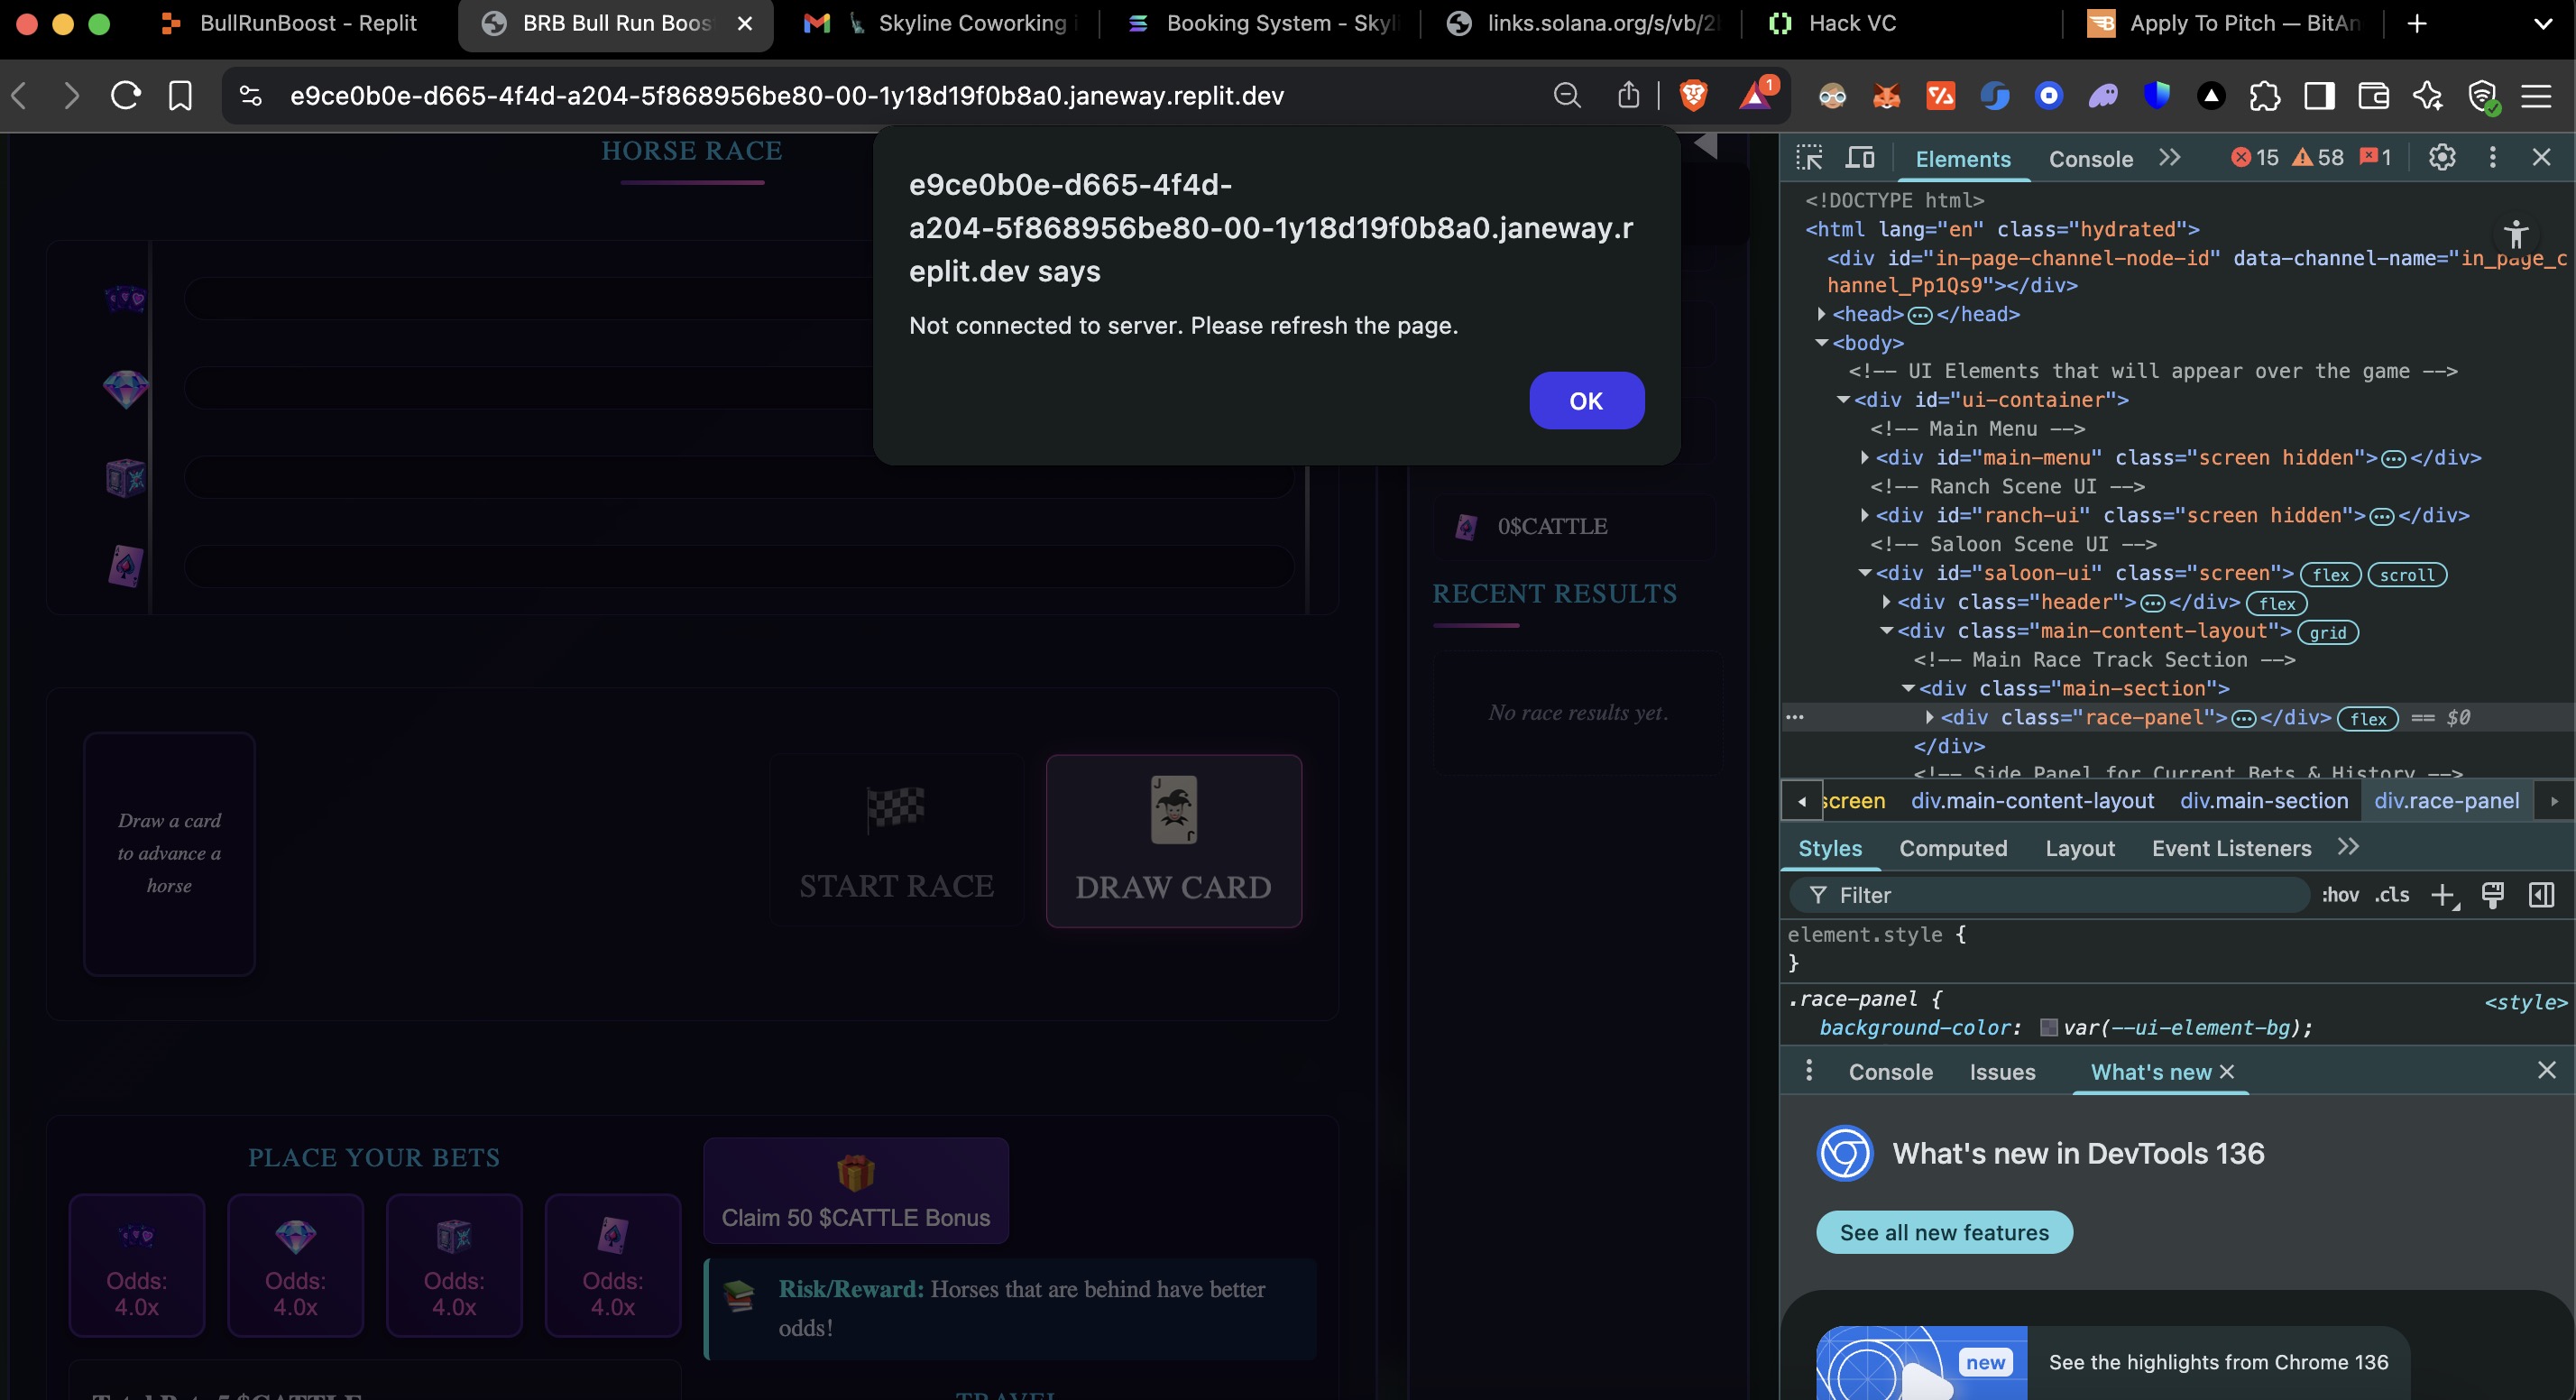 BullRunBoost - Replit
BRB Bull Run Boos
Skyline Coworking i
Booking System - Skyl
links.solana.org/s/vb/2
Hack VC
Apply To Pitch — BitAn
e9ce0b0e-d665-4f4d-a204-5f868956be80-00-1y18d19f0b8a0.janeway.replit.dev
1
HORSE RACE
e9ce0b0e-d665-4f4d-
a204-5f868956be80-00-1y18d19f0b8a0.janeway.r
eplit.dev says
Not connected to server. Please refresh the page.
OK
0$CATTLE
RECENT RESULTS
No race results yet.
Draw a card
to advance a
horse
START RACE
DRAW CARD
PLACE YOUR BETS
Odds:
4.0x
Odds:
4.0x
Odds:
4.0x
Odds:
4.0x
Claim 50 $CATTLE Bonus
Risk/Reward: Horses that are behind have better
odds!
Total Bet: 5 $CATTLE
TRAVEL
Elements
Console
15
58
1
<!DOCTYPE html>
<html lang="en" class="hydrated">
<div id="in-page-channel-node-id" data-channel-name="in_page_c
hannel_Pp1Qs9"></div>
<head>…</head>
<body>
<!-- UI Elements that will appear over the game -->
<div id="ui-container">
<!-- Main Menu -->
<div id="main-menu" class="screen hidden">…</div>
<!-- Ranch Scene UI -->
<div id="ranch-ui" class="screen hidden">…</div>
<!-- Saloon Scene UI -->
<div id="saloon-ui" class="screen"> flex scroll
<div class="header">…</div> flex
<div class="main-content-layout"> grid
<!-- Main Race Track Section -->
<div class="main-section">
… <div class="race-panel">…</div> flex == $0
</div>
<!-- Side Panel for Current Bets & History -->
screen div.main-content-layout div.main-section div.race-panel
Styles Computed Layout Event Listeners
Filter
:hov .cls
element.style {
}
.race-panel {
<style>
background-color: var(--ui-element-bg);
Console Issues What's new
What's new in DevTools 136
See all new features
new
See the highlights from Chrome 136